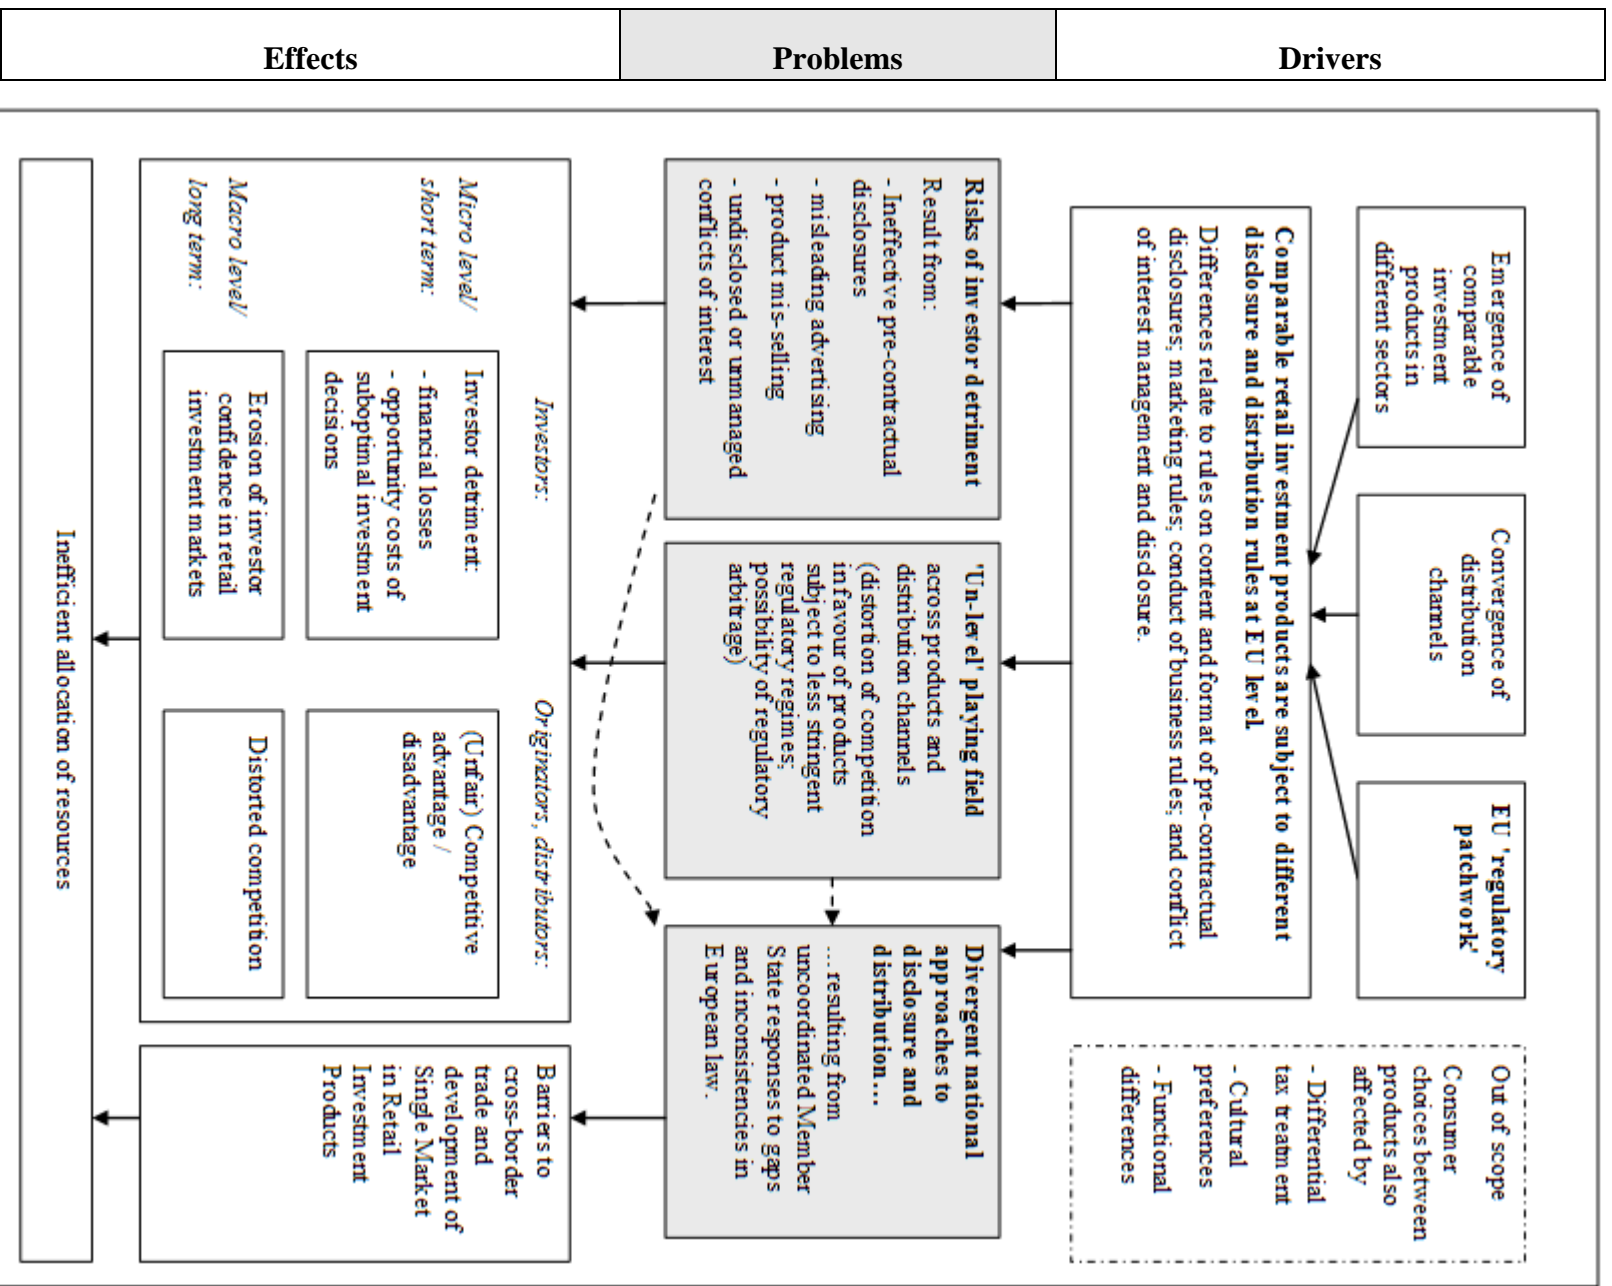 Effects
Problems
Drivers
Emergence of
comparable
investment
products in
different sectors
Convergence of
distribution
channels
EU 'regulatory
patchwork'
Out of scope
Consumer
choices between
products also
affected by
- Differential
tax treatment
- Cultural
preferences
- Functional
differences
Comparable retail investment products are subject to different
disclosure and distribution rules at EU level.
Differences relate to rules on content and format of pre-contractual
disclosures; marketing rules; conduct of business rules; and conflict
of interest management and disclosure.
Risks of investor detriment
Result from:
- Ineffective pre-contractual
disclosures
- misleading advertising
- product mis-selling
- undisclosed or unmanaged
conflicts of interest
'Un-level' playing field
across products and
distribution channels
(distortion of competition
in favour of products
subject to less stringent
regulatory regimes;
possibility of regulatory
arbitrage)
Divergent national
approaches to
disclosure and
distribution…
…resulting from
uncoordinated Member
State responses to gaps
and inconsistencies in
European law.
Investors:
Originators, distributors:
Micro level/
short term:
Investor detriment:
- financial losses
- opportunity costs of
suboptimal investment
decisions
(Unfair) Competitive
advantage /
disadvantage
Macro level/
long term:
Erosion of investor
confidence in retail
investment markets
Distorted competition
Barriers to
cross-border
trade and
development of
Single Market
in Retail
Investment
Products
Inefficient allocation of resources